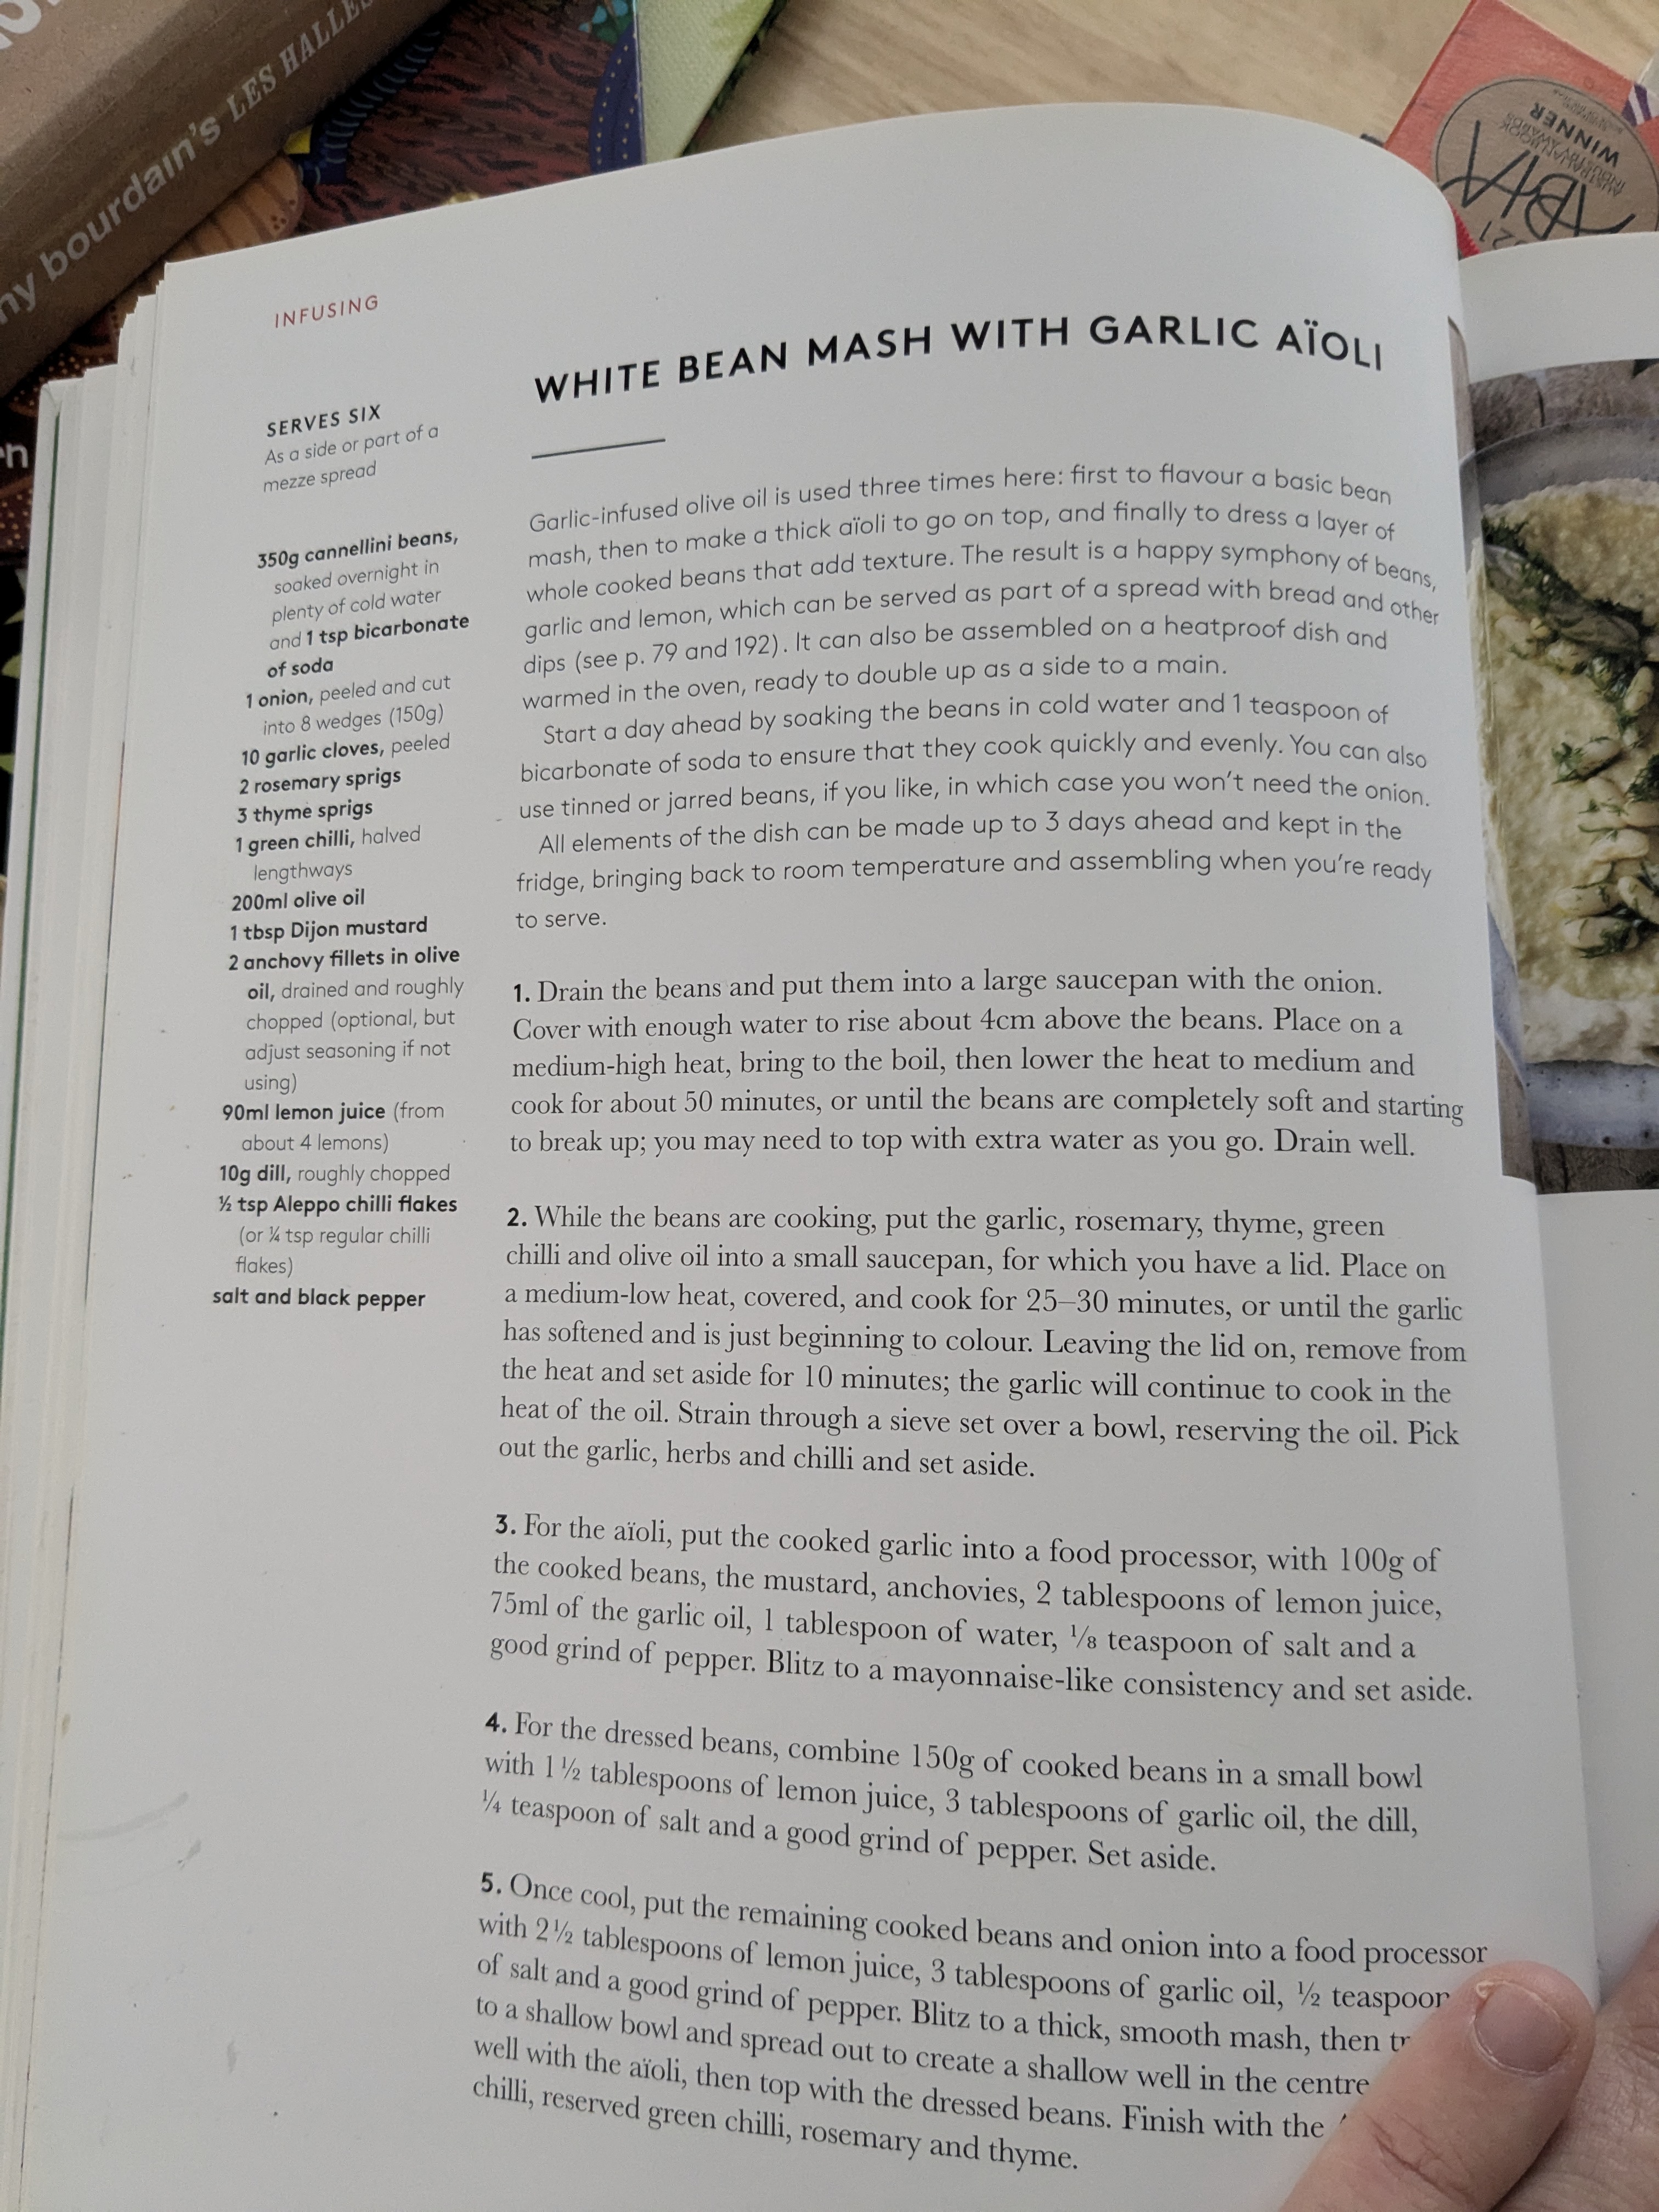 ny bourdain's LES HALLES
WINNER
INFUSING
WHITE BEAN MASH WITH GARLIC AÏOLI
SERVES SIX
As a side or part of a
mezze spread
350g cannellini beans,
soaked overnight in
plenty of cold water
and 1 tsp bicarbonate
of soda
1 onion, peeled and cut
into 8 wedges (150g)
10 garlic cloves, peeled
2 rosemary sprigs
3 thyme sprigs
1 green chilli, halved
lengthways
200ml olive oil
1 tbsp Dijon mustard
2 anchovy fillets in olive
oil, drained and roughly
chopped (optional, but
adjust seasoning if not
using)
90ml lemon juice (from
about 4 lemons)
10g dill, roughly chopped
½ tsp Aleppo chilli flakes
(or ¼ tsp regular chilli
flakes)
salt and black pepper
Garlic-infused olive oil is used three times here: first to flavour a basic bean
mash, then to make a thick aïoli to go on top, and finally to dress a layer of
whole cooked beans that add texture. The result is a happy symphony of beans,
garlic and lemon, which can be served as part of a spread with bread and other
dips (see p. 79 and 192). It can also be assembled on a heatproof dish and
warmed in the oven, ready to double up as a side to a main.
Start a day ahead by soaking the beans in cold water and 1 teaspoon of
bicarbonate of soda to ensure that they cook quickly and evenly. You can also
use tinned or jarred beans, if you like, in which case you won't need the onion.
All elements of the dish can be made up to 3 days ahead and kept in the
fridge, bringing back to room temperature and assembling when you're ready
to serve.
1. Drain the beans and put them into a large saucepan with the onion.
Cover with enough water to rise about 4cm above the beans. Place on a
medium-high heat, bring to the boil, then lower the heat to medium and
cook for about 50 minutes, or until the beans are completely soft and starting
to break up; you may need to top with extra water as you go. Drain well.
2. While the beans are cooking, put the garlic, rosemary, thyme, green
chilli and olive oil into a small saucepan, for which you have a lid. Place on
a medium-low heat, covered, and cook for 25–30 minutes, or until the garlic
has softened and is just beginning to colour. Leaving the lid on, remove from
the heat and set aside for 10 minutes; the garlic will continue to cook in the
heat of the oil. Strain through a sieve set over a bowl, reserving the oil. Pick
out the garlic, herbs and chilli and set aside.
3. For the aïoli, put the cooked garlic into a food processor, with 100g of
the cooked beans, the mustard, anchovies, 2 tablespoons of lemon juice,
75ml of the garlic oil, 1 tablespoon of water, ⅛ teaspoon of salt and a
good grind of pepper. Blitz to a mayonnaise-like consistency and set aside.
4. For the dressed beans, combine 150g of cooked beans in a small bowl
with 1½ tablespoons of lemon juice, 3 tablespoons of garlic oil, the dill,
¼ teaspoon of salt and a good grind of pepper. Set aside.
5. Once cool, put the remaining cooked beans and onion into a food processor
with 2½ tablespoons of lemon juice, 3 tablespoons of garlic oil, ½ teaspoon
of salt and a good grind of pepper. Blitz to a thick, smooth mash, then
to a shallow bowl and spread out to create a shallow well in the centre
well with the aïoli, then top with the dressed beans. Finish with the
chilli, reserved green chilli, rosemary and thyme.